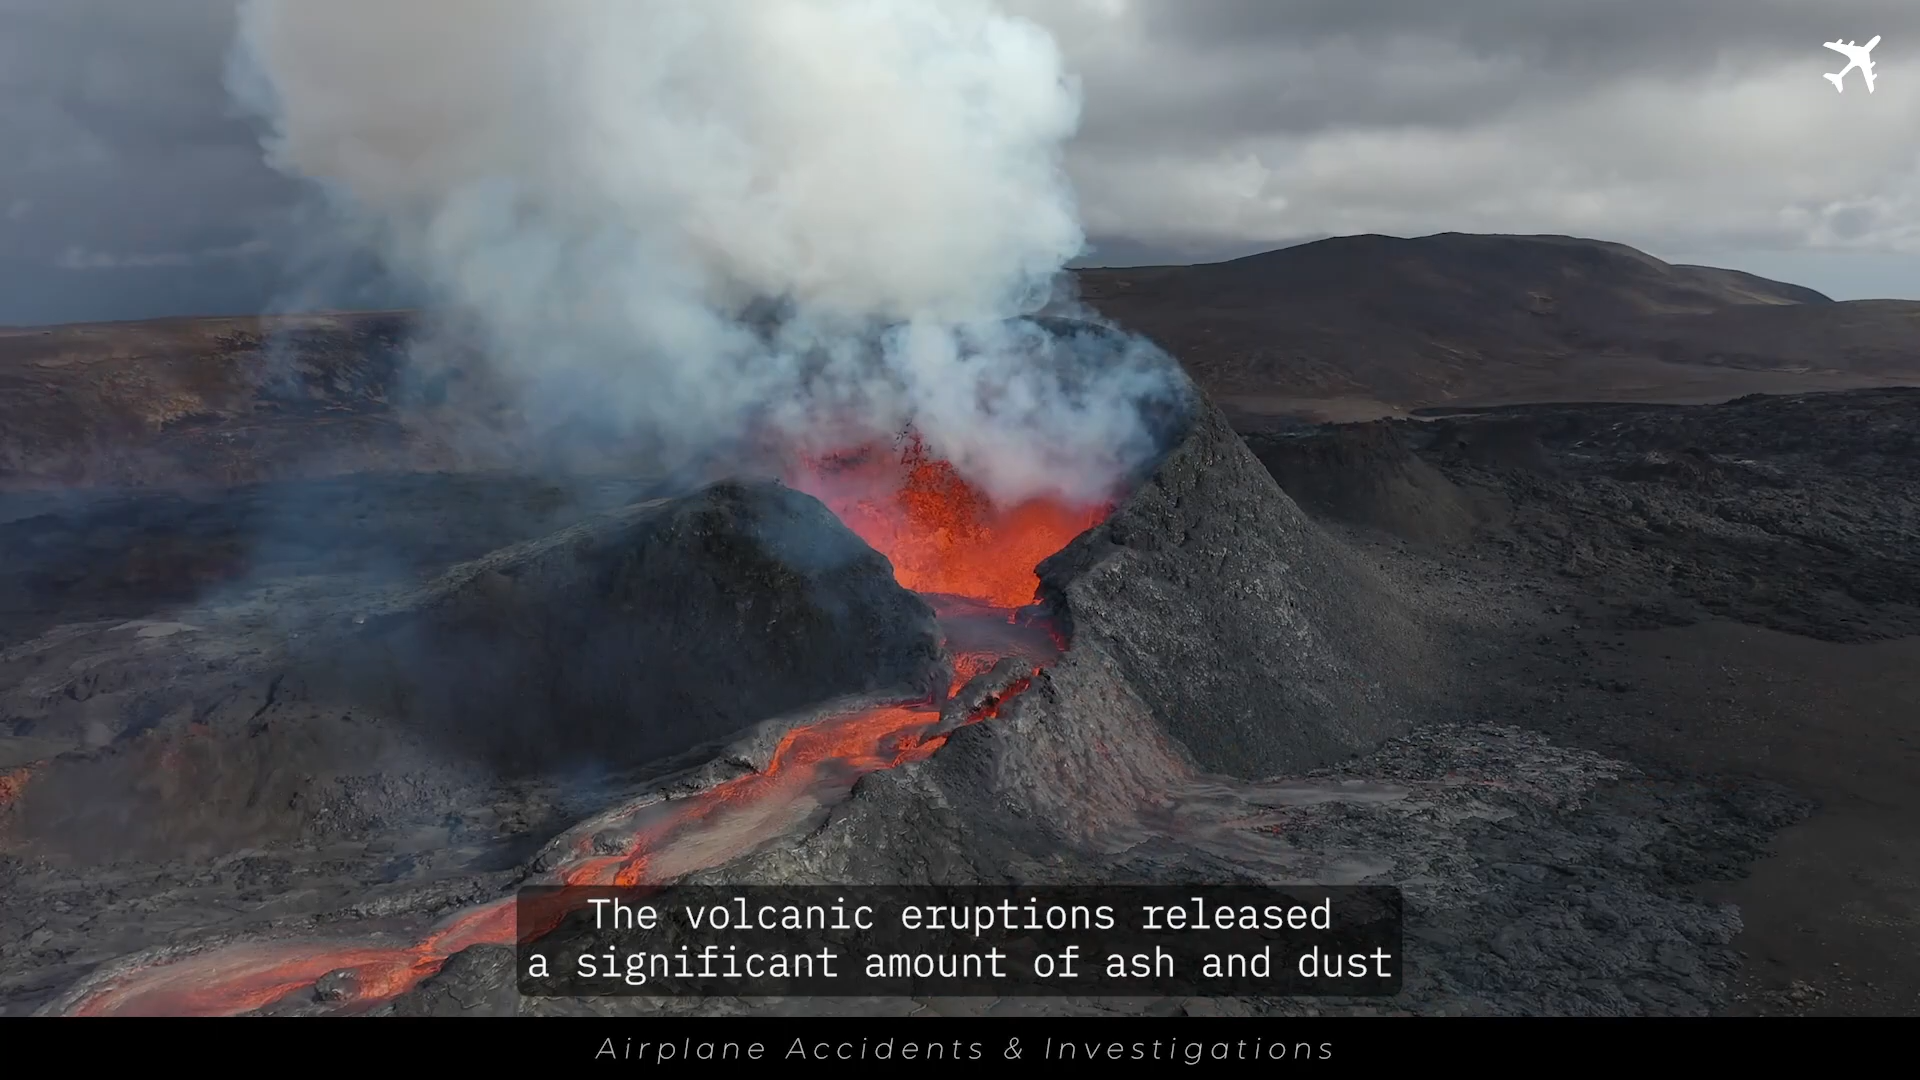 The volcanic eruptions released
a significant amount of ash and dust
Airplane Accidents & Investigations